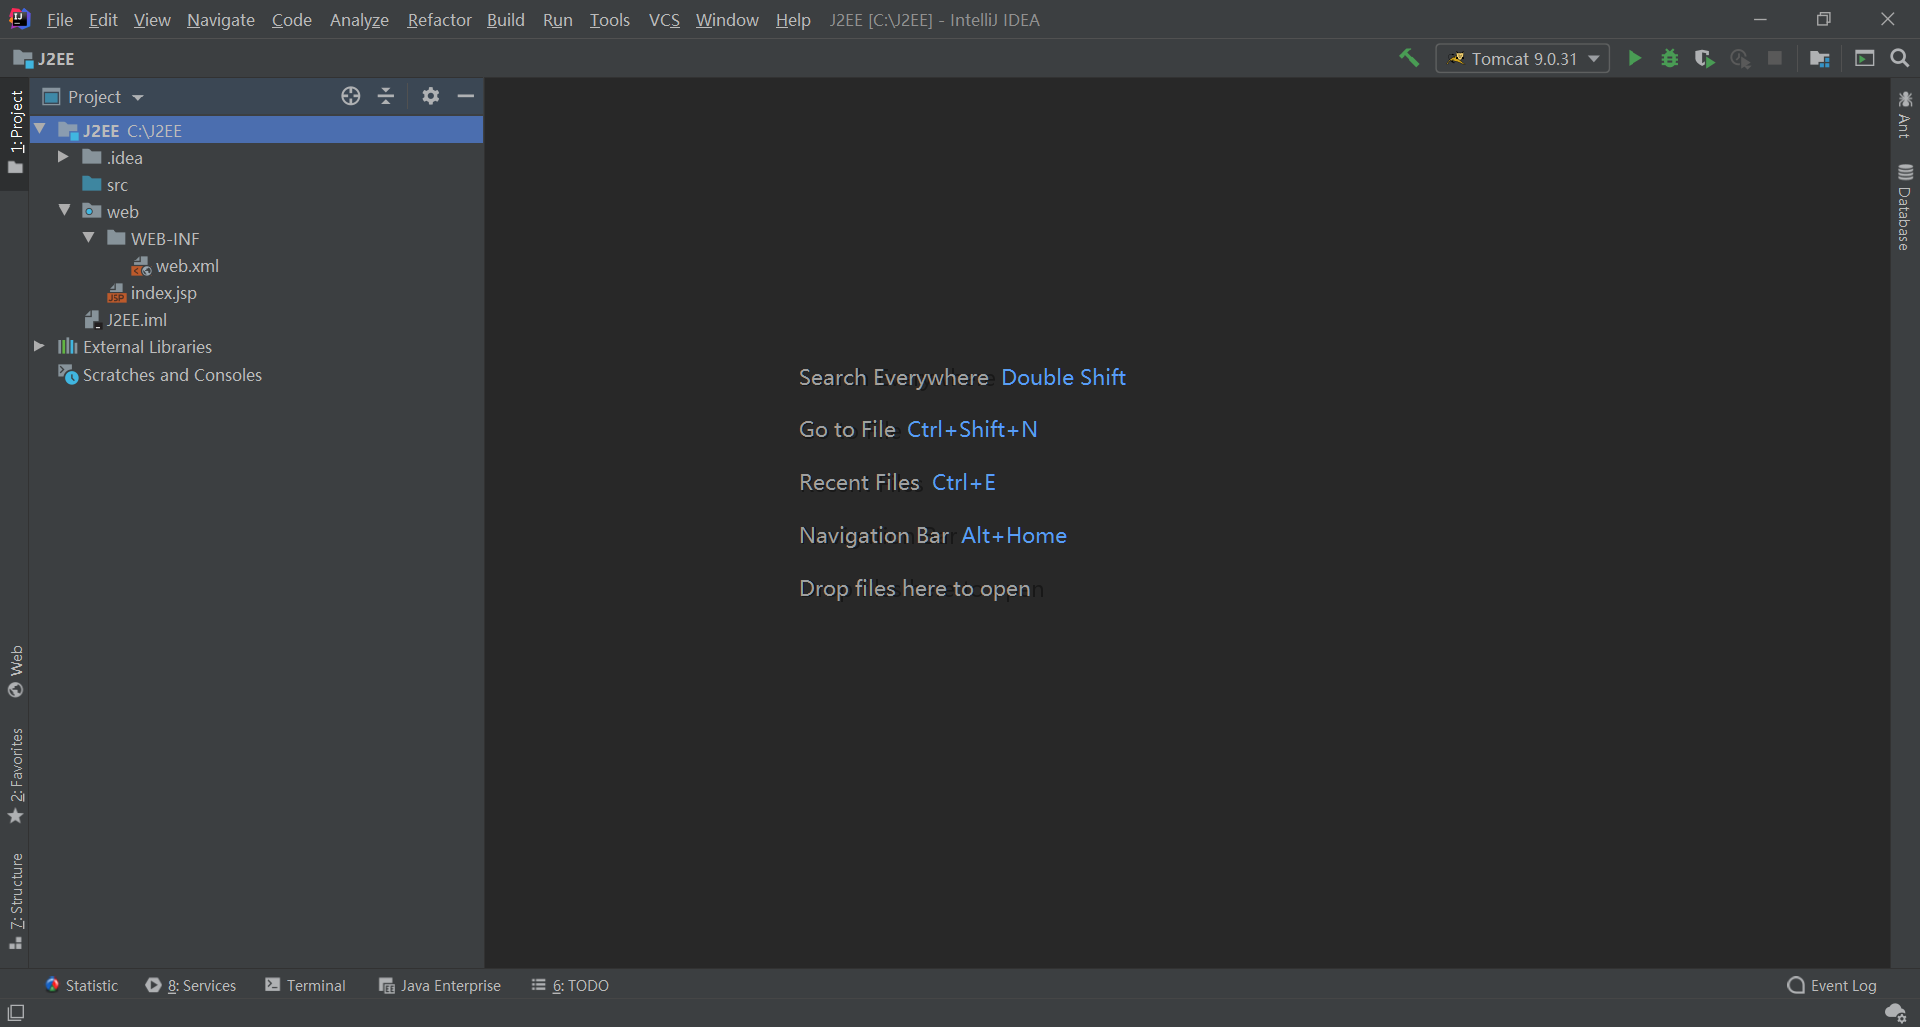 File Edit View Navigate Code Analyze Refactor Build Run Tools VCS Window Help J2EE [C:\J2EE] - IntelliJ IDEA
J2EE
Tomcat 9.0.31
1: Project
Project
J2EE C:\J2EE
.idea
src
web
WEB-INF
web.xml
index.jsp
J2EE.iml
External Libraries
Scratches and Consoles
Search Everywhere Double Shift
Go to File Ctrl+Shift+N
Recent Files Ctrl+E
Navigation Bar Alt+Home
Drop files here to open
Ant
Database
Web
2: Favorites
7: Structure
Statistic 8: Services Terminal Java Enterprise 6: TODO Event Log